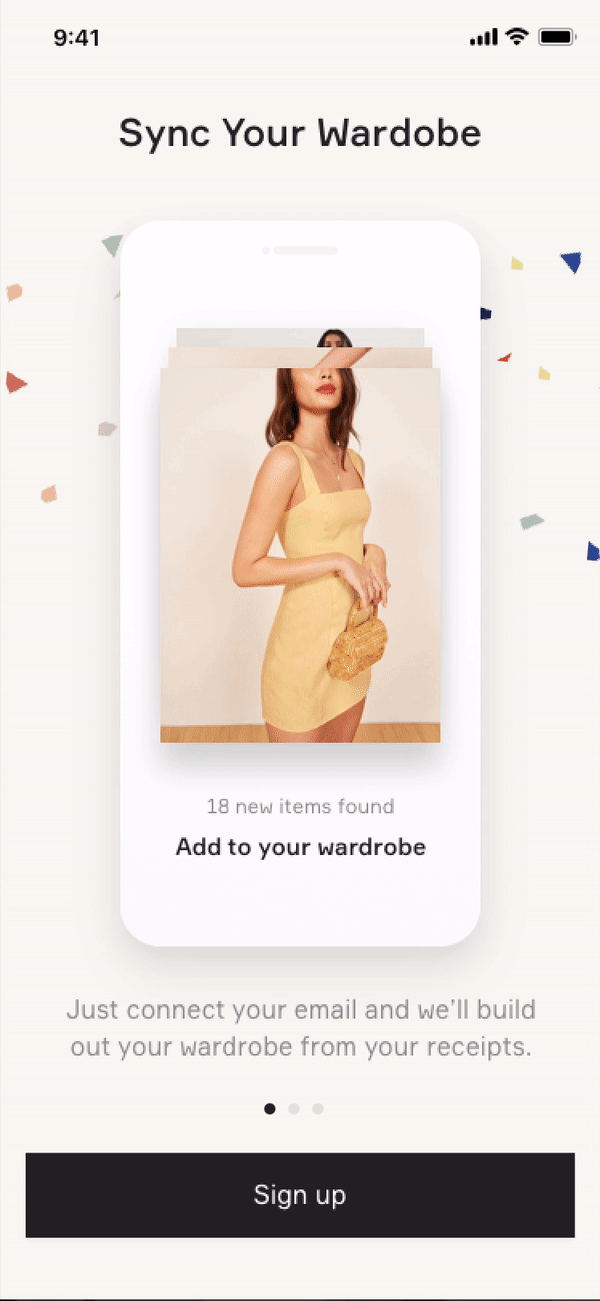 9:41
Sync Your Wardobe
18 new items found
Add to your wardrobe
Just connect your email and we'll build
out your wardrobe from your receipts.
Sign up